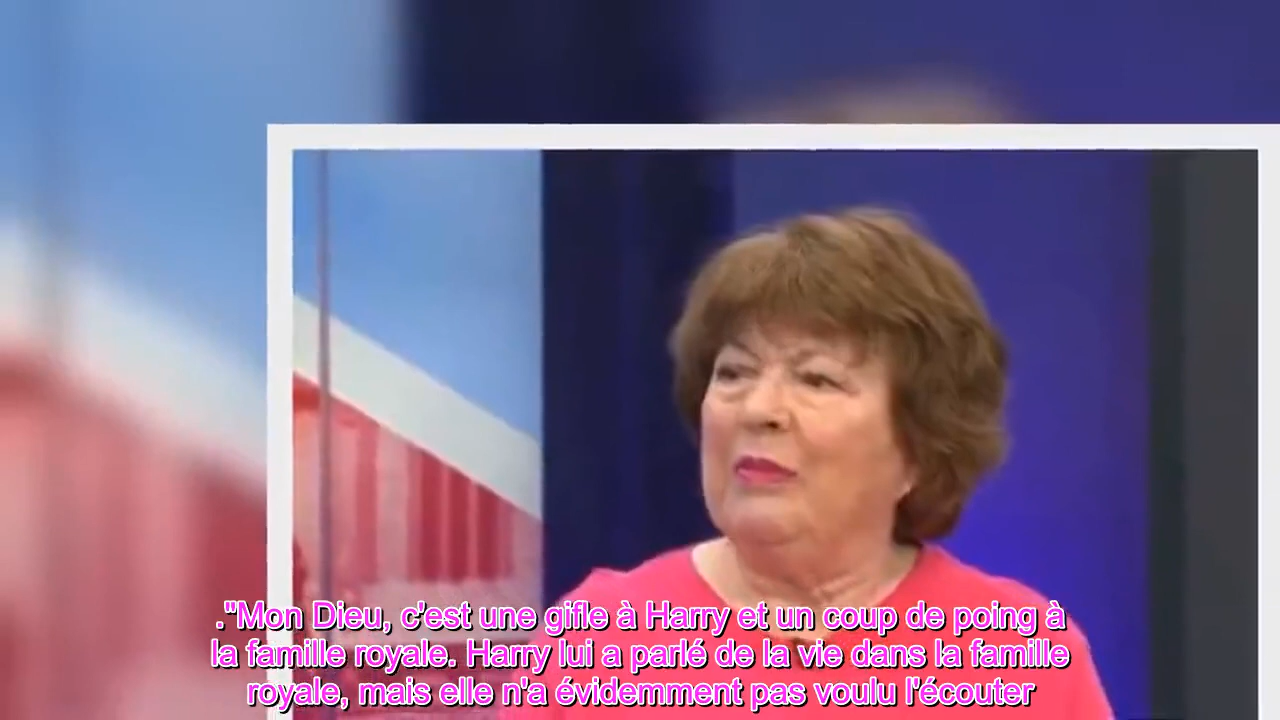 ."Mon Dieu, c'est une gifle à Harry et un coup de poing à
la famille royale. Harry lui a parlé de la vie dans la famille
royale, mais elle n'a évidemment pas voulu l'écouter